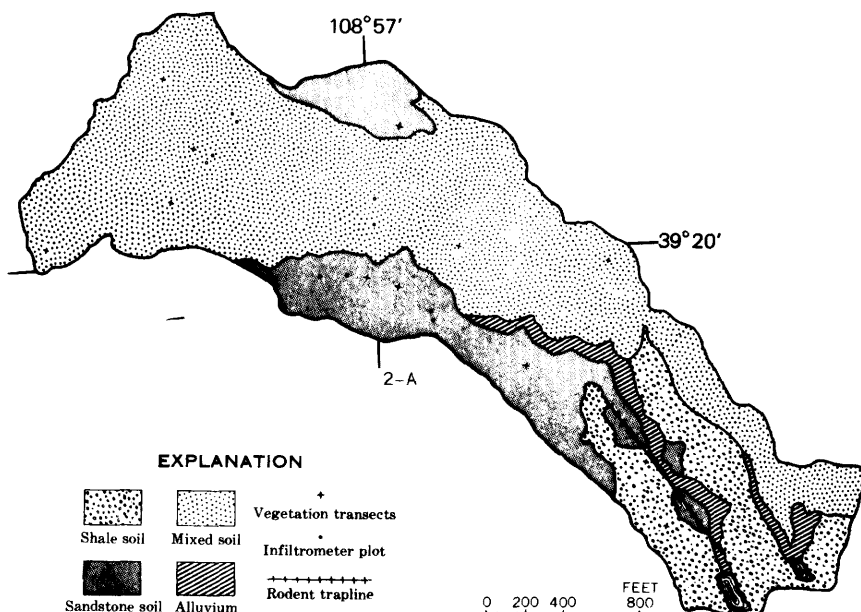 108°57'
39°20'
2-A
EXPLANATION
Shale soil
Mixed soil
Vegetation transects
Infiltrometer plot
Sandstone soil
Alluvium
Rodent trapline
FEET
0 200 400 800